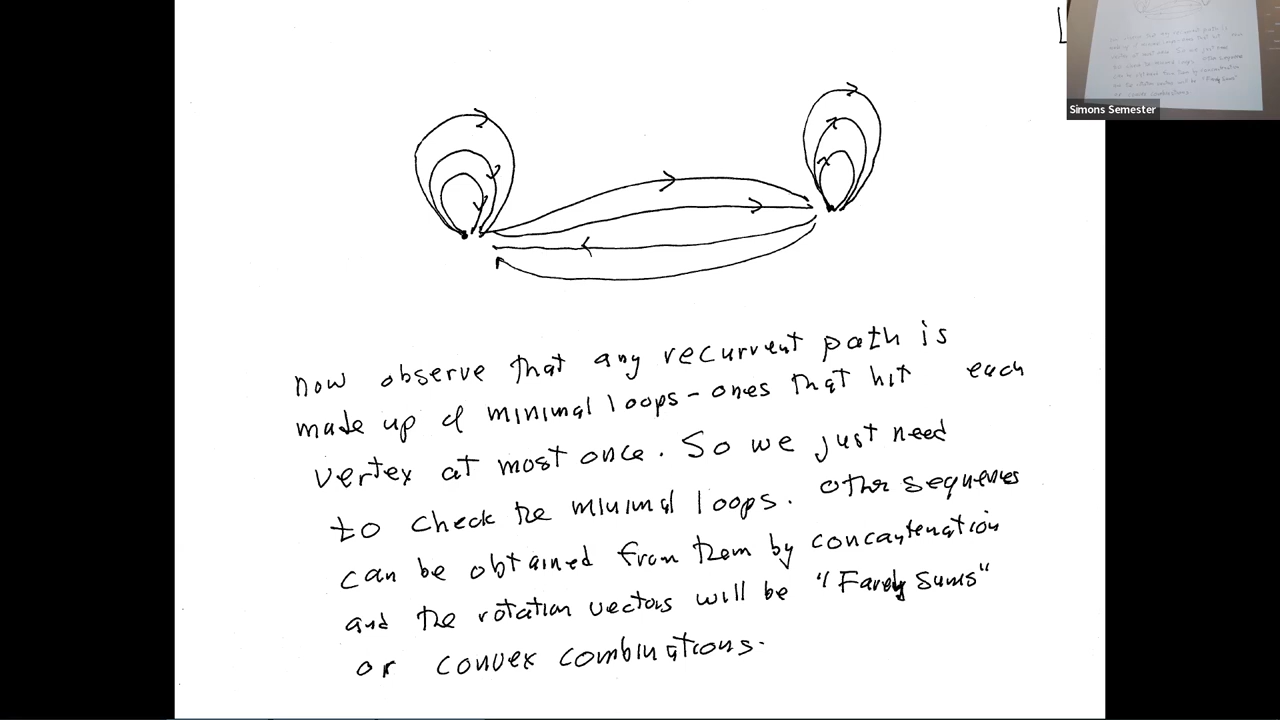 now observe that any recurrent path is
made up of minimal loops - ones that hit each
vertex at most once. So we just need
to check the minimal loops. other sequences
can be obtained from them by concatenation
and the rotation vectors will be "Farey sums"
or convex combinations.
Simons Semester